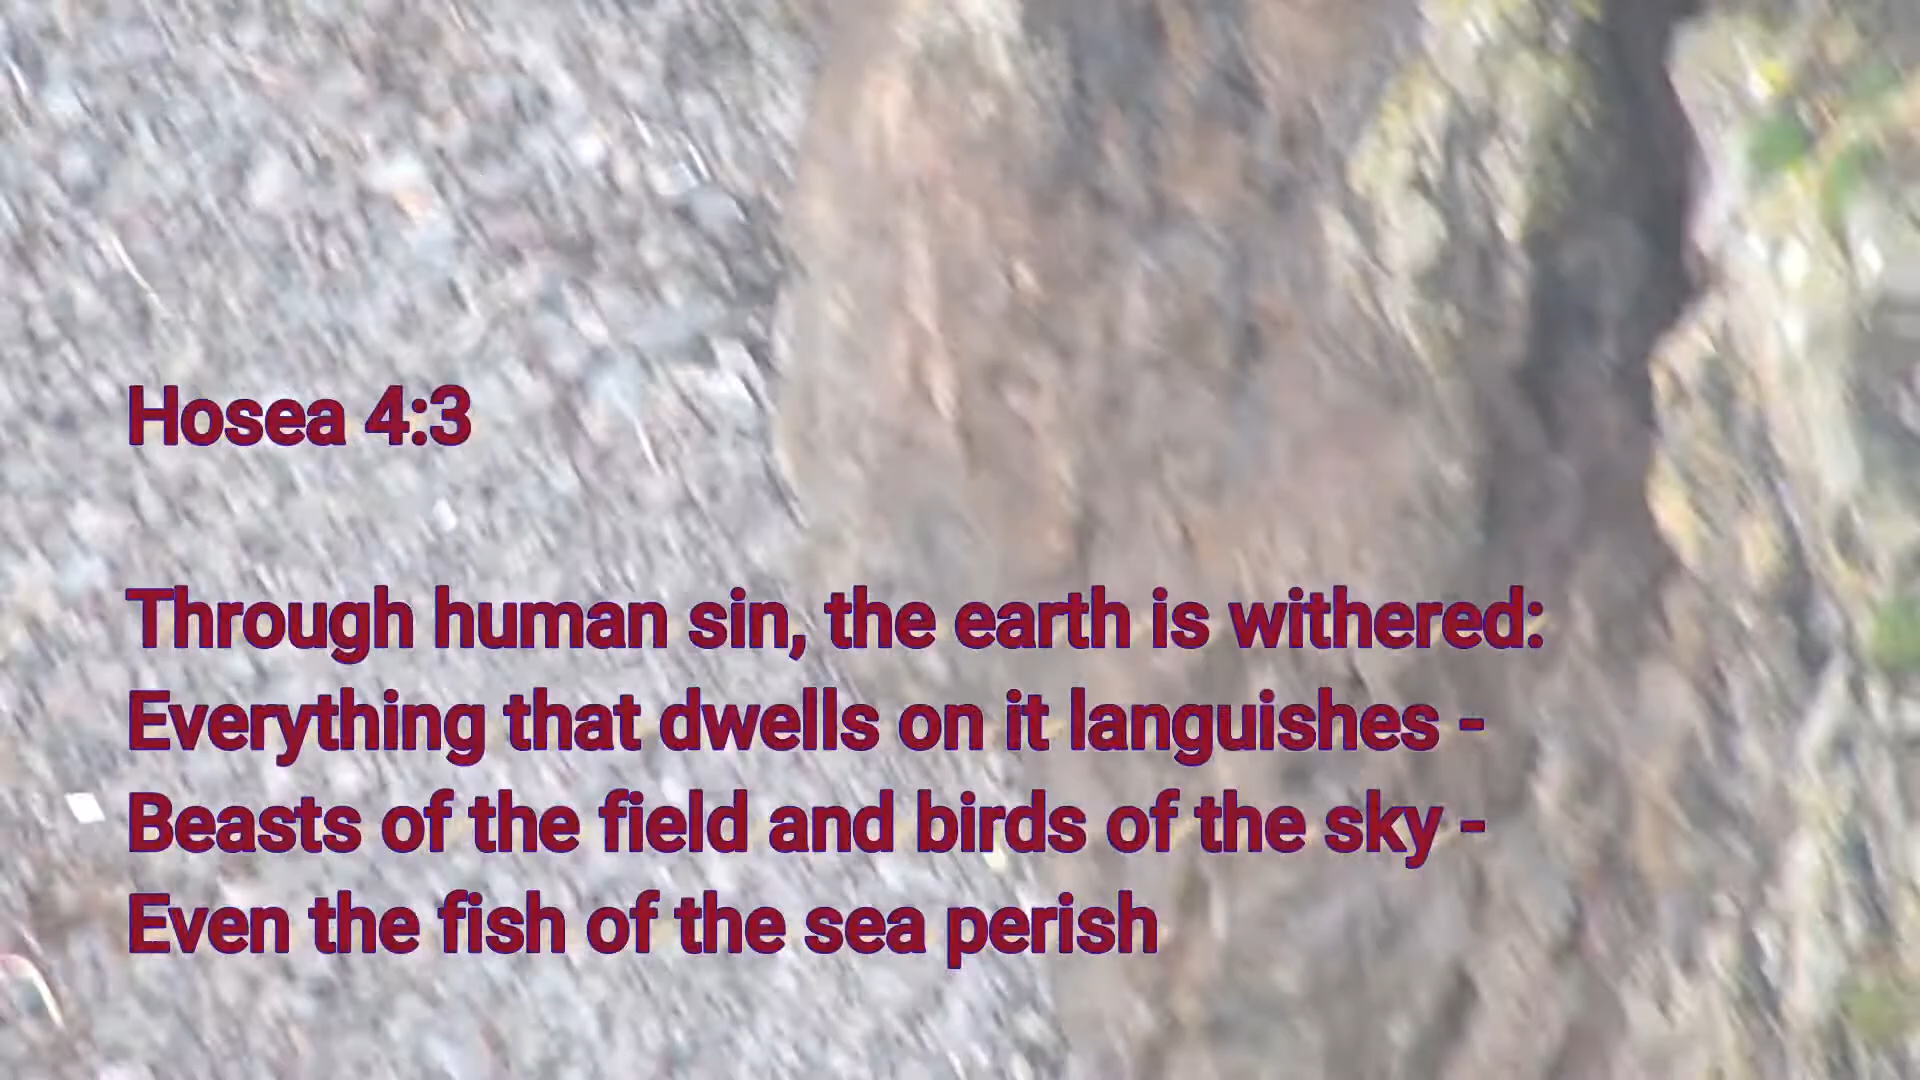 Hosea 4:3
Through human sin, the earth is withered:
Everything that dwells on it languishes -
Beasts of the field and birds of the sky -
Even the fish of the sea perish